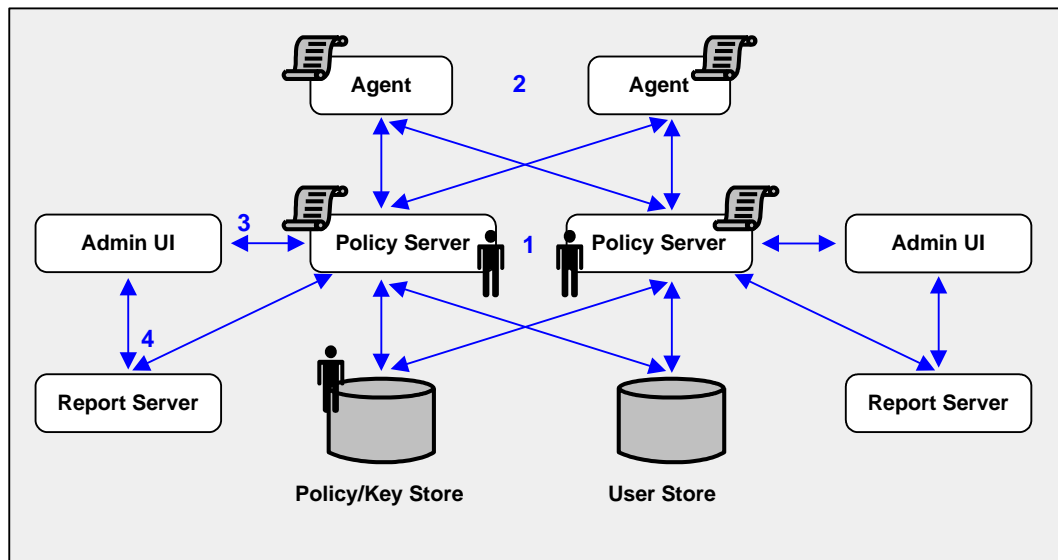 Agent
2
Agent
3
Admin UI
Policy Server
1
Policy Server
Admin UI
4
Report Server
Report Server
Policy/Key Store
User Store